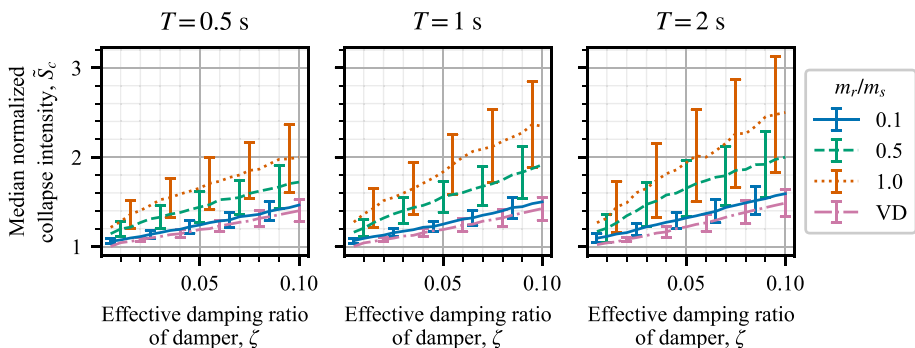 T = 0.5 s
T = 1 s
T = 2 s
Median normalized
collapse intensity, S̃c
3
2
1
0.05
0.10
0.05
0.10
0.05
0.10
Effective damping ratio
of damper, ζ
Effective damping ratio
of damper, ζ
Effective damping ratio
of damper, ζ
mr/ms
0.1
0.5
1.0
VD